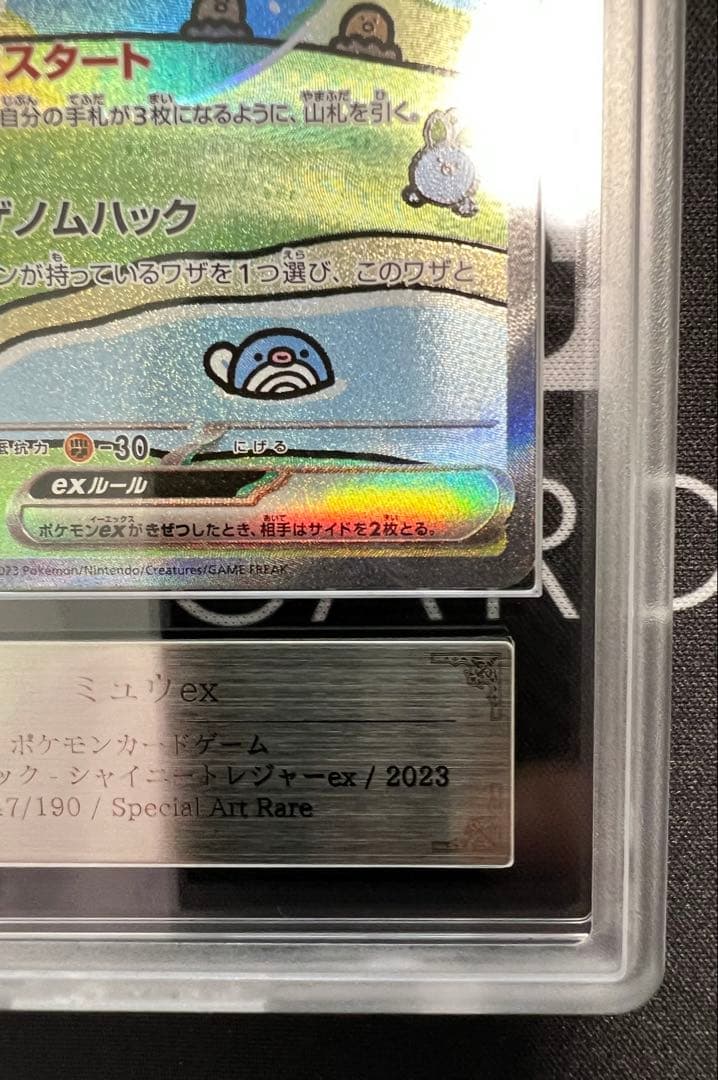 スタート
自分の手札が3枚になるように、山札を引く。
ゲノムハック
ンが持っているワザを1つ選び、このワザと
抵抗力 -30 にげる
exルール
ポケモンexがきぜつしたとき、相手はサイドを2枚とる。
2023 Pokémon/Nintendo/Creatures/GAME FREAK
CARD
ミュウex
ポケモンカードゲーム
ック - シャイニートレジャーex / 2023
47/190 / Special Art Rare